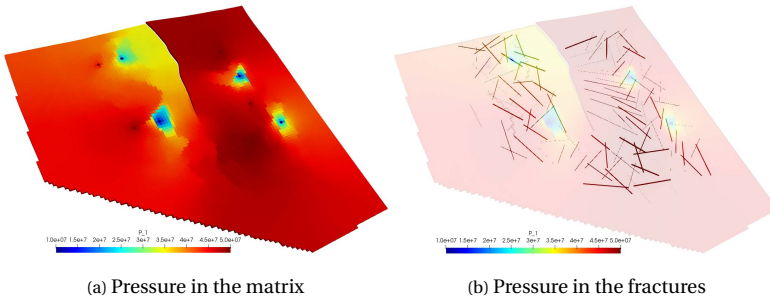 P_1
1.0e+07 1.5e+7 2e+7 2.5e+7 3e+7 3.5e+7 4e+7 4.5e+7 5.0e+07
P_1
1.0e+07 1.5e+7 2e+7 2.5e+7 3e+7 3.5e+7 4e+7 4.5e+7 5.0e+07
(a) Pressure in the matrix
(b) Pressure in the fractures